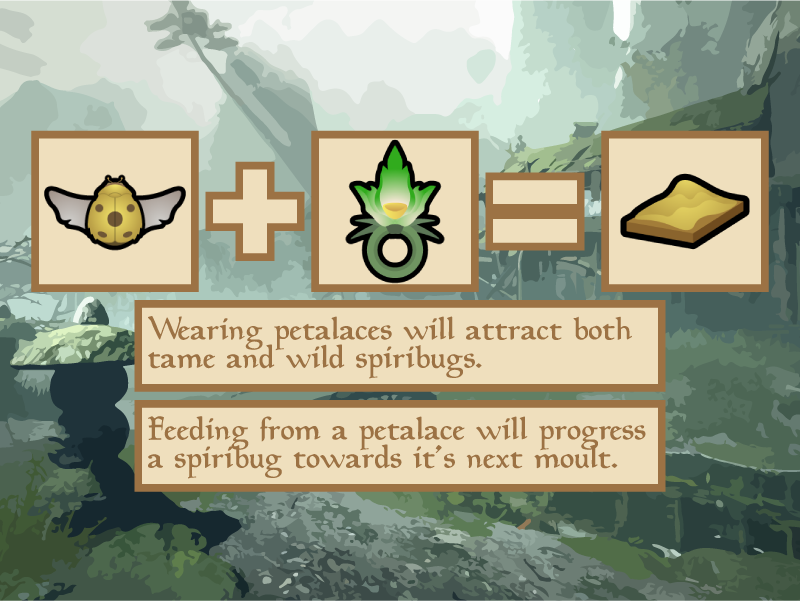 Wearing petalaces will attract both
tame and wild spiribugs.
Feeding from a petalace will progress
a spiribug towards it's next moult.